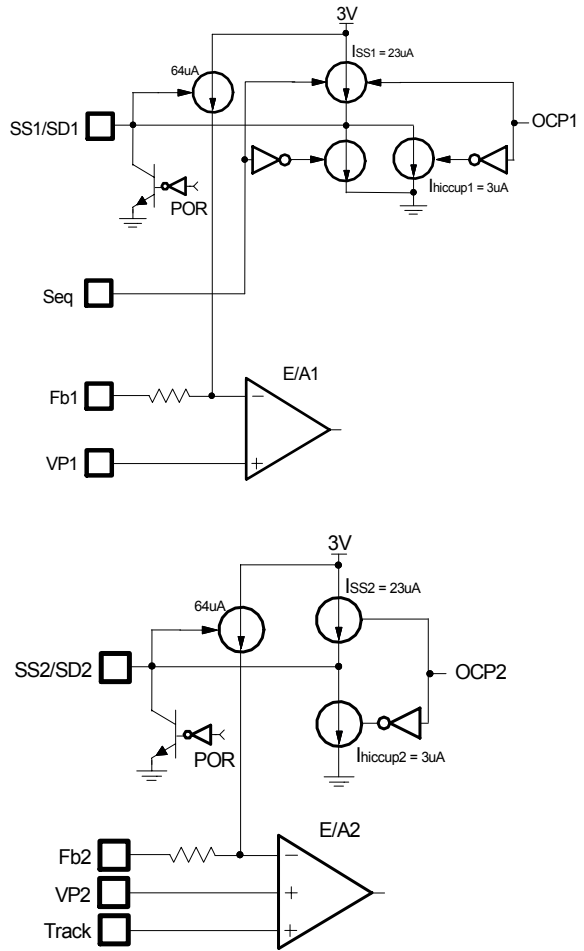 3V
ISS1 = 23uA
64uA
SS1/SD1
OCP1
Ihiccup1 = 3uA
POR
Seq
E/A1
Fb1
−
VP1
+
3V
ISS2 = 23uA
64uA
SS2/SD2
OCP2
POR
Ihiccup2 = 3uA
E/A2
Fb2
−
VP2
+
Track
+